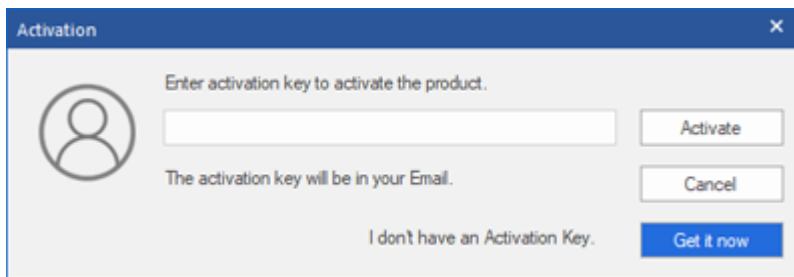 Activation
Enter activation key to activate the product.
Activate
The activation key will be in your Email.
Cancel
I don't have an Activation Key.
Get it now